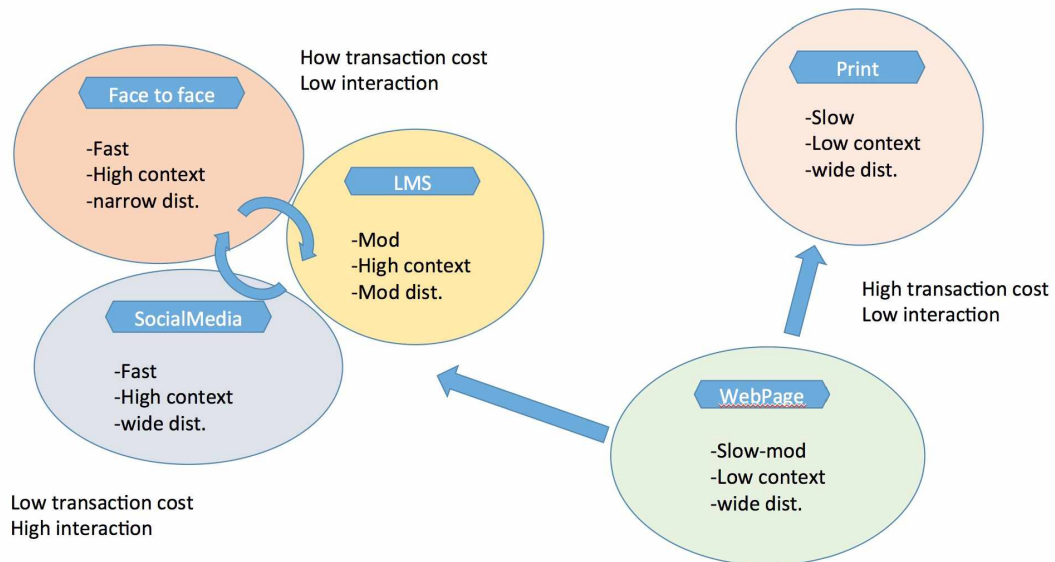 How transaction cost
Low interaction
Face to face
-Fast
-High context
-narrow dist.
LMS
-Mod
-High context
-Mod dist.
SocialMedia
-Fast
-High context
-wide dist.
Low transaction cost
High interaction
Print
-Slow
-Low context
-wide dist.
High transaction cost
Low interaction
WebPage
-Slow-mod
-Low context
-wide dist.